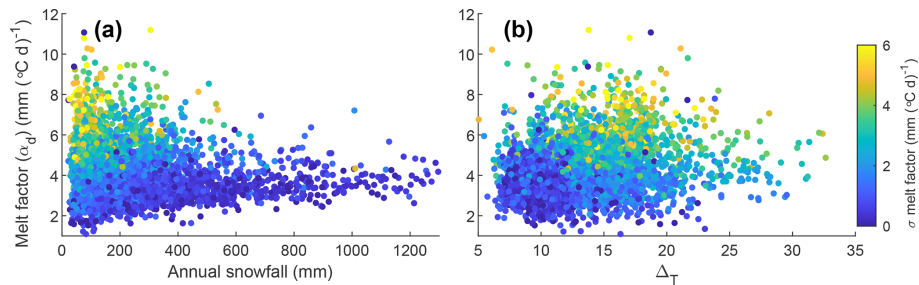 (a)
Melt factor (α_d) (mm (°C d)^-1
12
10
8
6
4
2
0 200 400 600 800 1000 1200
Annual snowfall (mm)
(b)
12
10
8
6
4
2
5 10 15 20 25 30 35
Δ_T
6
4
2
0
σ melt factor (mm (°C d)^-1